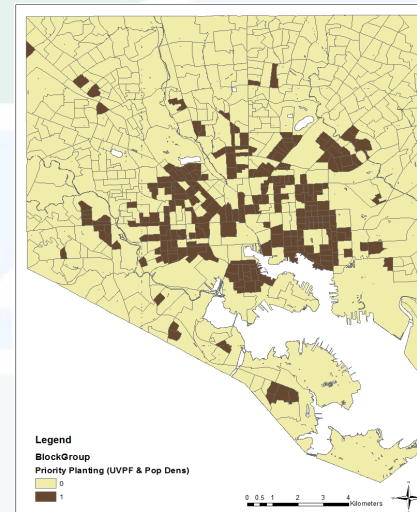 Legend
BlockGroup
Priority Planting (UVPF & Pop Dens)
0
1
0 0.5 1 2 3 4
Kilometers